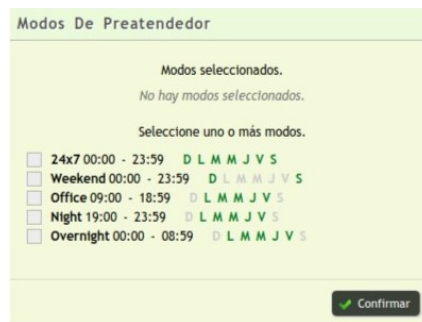 Modos De Preatendedor
Modos seleccionados.
No hay modos seleccionados.
Seleccione uno o más modos.
24x7 00:00 - 23:59 D L M M J V S
Weekend 00:00 - 23:59 D L M M J V S
Office 09:00 - 18:59 D L M M J V S
Night 19:00 - 23:59 D L M M J V S
Overnight 00:00 - 08:59 D L M M J V S
Confirmar